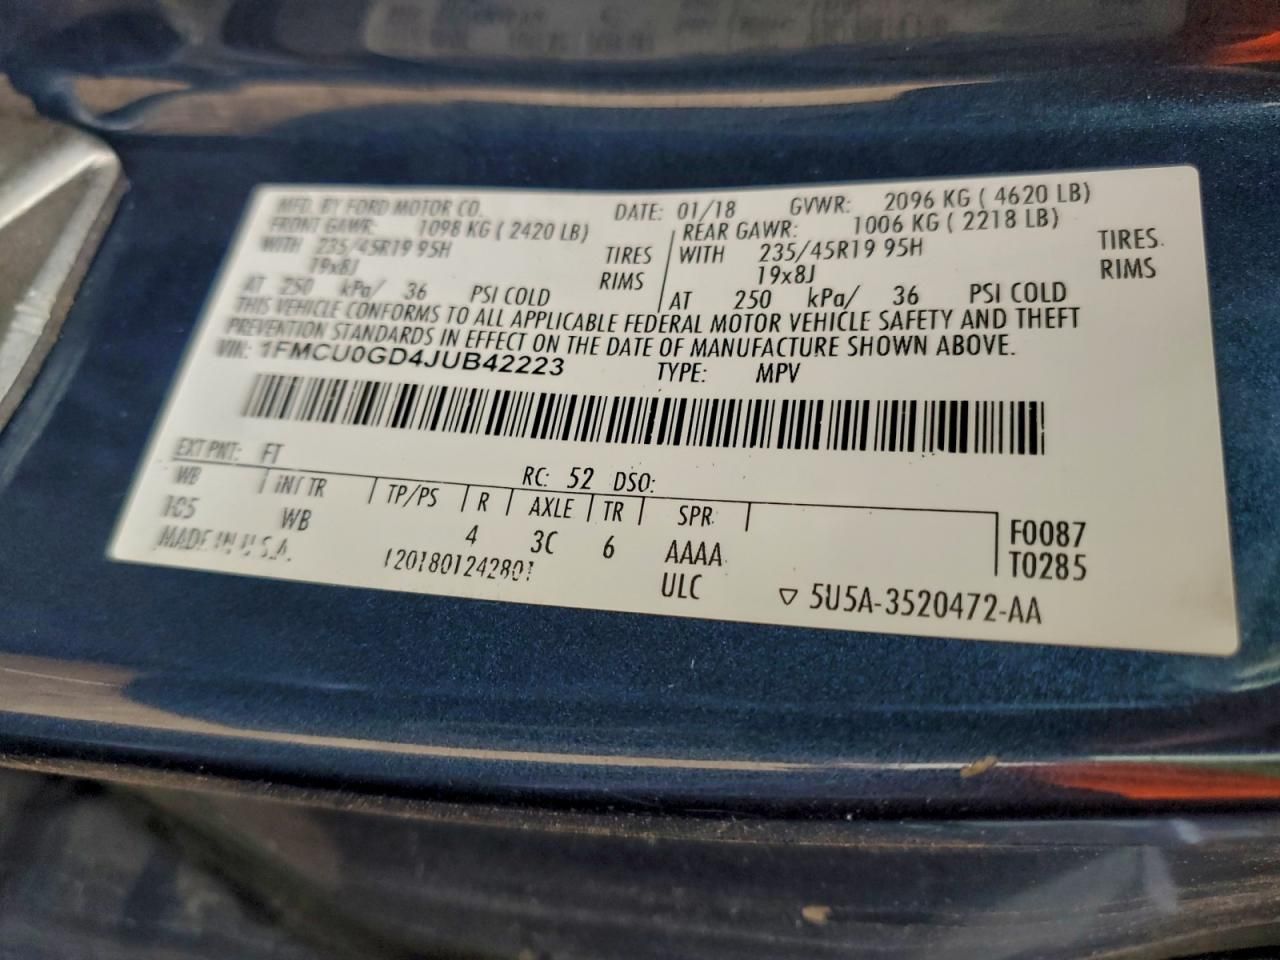 MFD. BY FORD MOTOR CO. DATE: 01/18 GVWR: 2096 KG ( 4620 LB)
FRONT GAWR: 1098 KG ( 2420 LB) REAR GAWR: 1006 KG ( 2218 LB)
WITH 235/45R19 95H TIRES WITH 235/45R19 95H TIRES
19x8J RIMS 19x8J RIMS
AT 250 kPa/ 36 PSI COLD AT 250 kPa/ 36 PSI COLD
THIS VEHICLE CONFORMS TO ALL APPLICABLE FEDERAL MOTOR VEHICLE SAFETY AND THEFT
PREVENTION STANDARDS IN EFFECT ON THE DATE OF MANUFACTURE SHOWN ABOVE.
VIN: 1FMCU0GD4JUB42223 TYPE: MPV
EXT PNT: FT RC: 52 DSO:
WB INT TR TP/PS R AXLE TR SPR F0087
105 WB 4 3C 6 AAAA T0285
MADE IN U.S.A. ULC ▽ 5U5A-3520472-AA